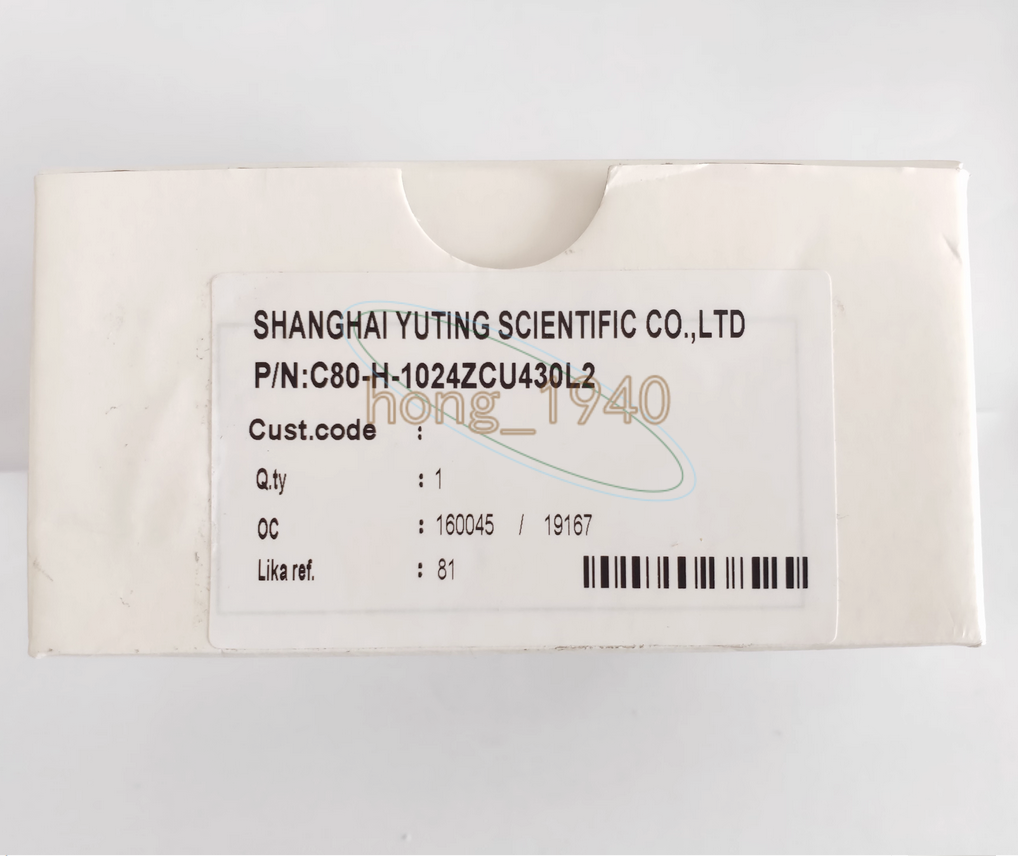 SHANGHAI YUTING SCIENTIFIC CO.,LTD
P/N:C80-H-1024ZCU430L2
hong_1940
Cust.code :
Q.ty : 1
OC : 160045 / 19167
Lika ref. : 81